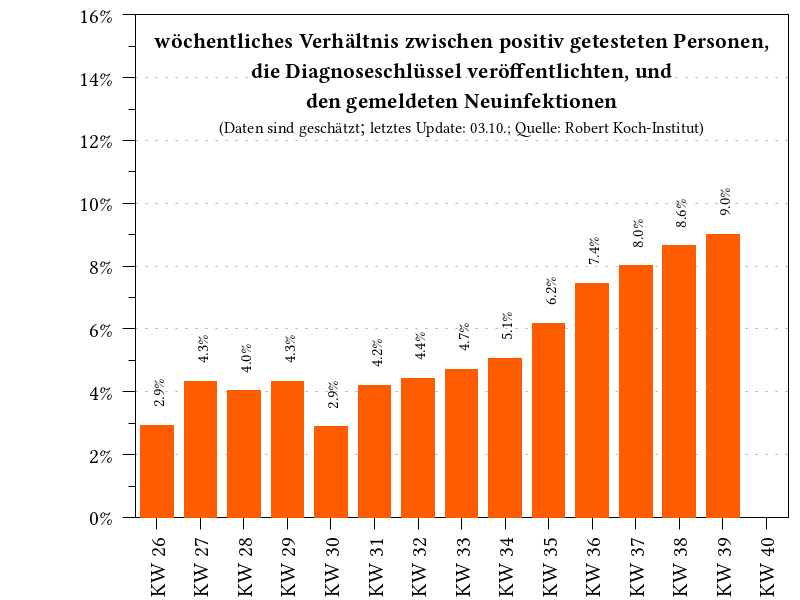 wöchentliches Verhältnis zwischen positiv getesteten Personen,
die Diagnoseschlüssel veröffentlichten, und
den gemeldeten Neuinfektionen
(Daten sind geschätzt; letztes Update: 03.10.; Quelle: Robert Koch-Institut)
16%
14%
12%
10%
8%
6%
4%
2%
0%
2.9%
4.3%
4.0%
4.3%
2.9%
4.2%
4.4%
4.7%
5.1%
6.2%
7.4%
8.0%
8.6%
9.0%
KW 26
KW 27
KW 28
KW 29
KW 30
KW 31
KW 32
KW 33
KW 34
KW 35
KW 36
KW 37
KW 38
KW 39
KW 40